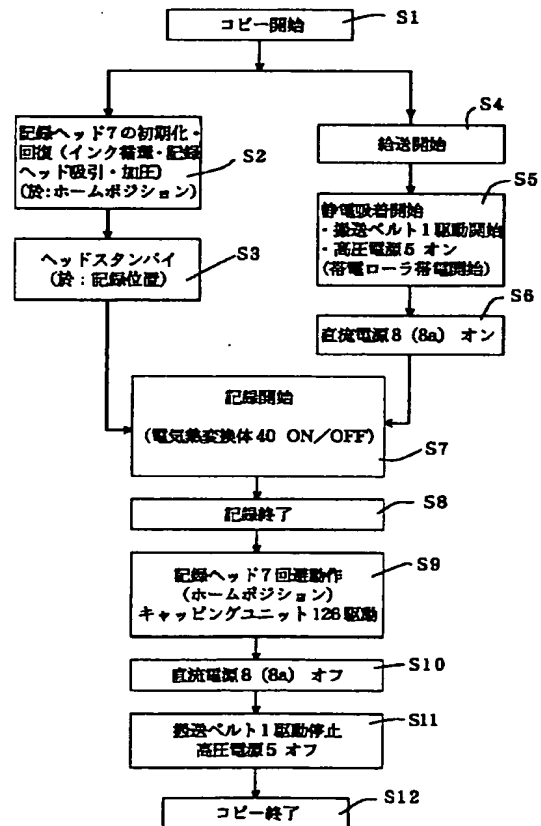 コピー開始
S1
記録ヘッド7の初期化・
回復（インク循環・記録
ヘッド吸引・加圧）
（於：ホームポジション）
S2
ヘッドスタンバイ
（於：記録位置）
S3
給送開始
S4
静電吸着開始
・搬送ベルト1駆動開始
・高圧電源5 オン
（帯電ローラ帯電開始）
S5
直流電源8（8a） オン
S6
記録開始
（電気熱変換体40 ON／OFF）
S7
記録終了
S8
記録ヘッド7回避動作
（ホームポジション）
キャッピングユニット126駆動
S9
直流電源8（8a） オフ
S10
搬送ベルト1駆動停止
高圧電源5 オフ
S11
コピー終了
S12